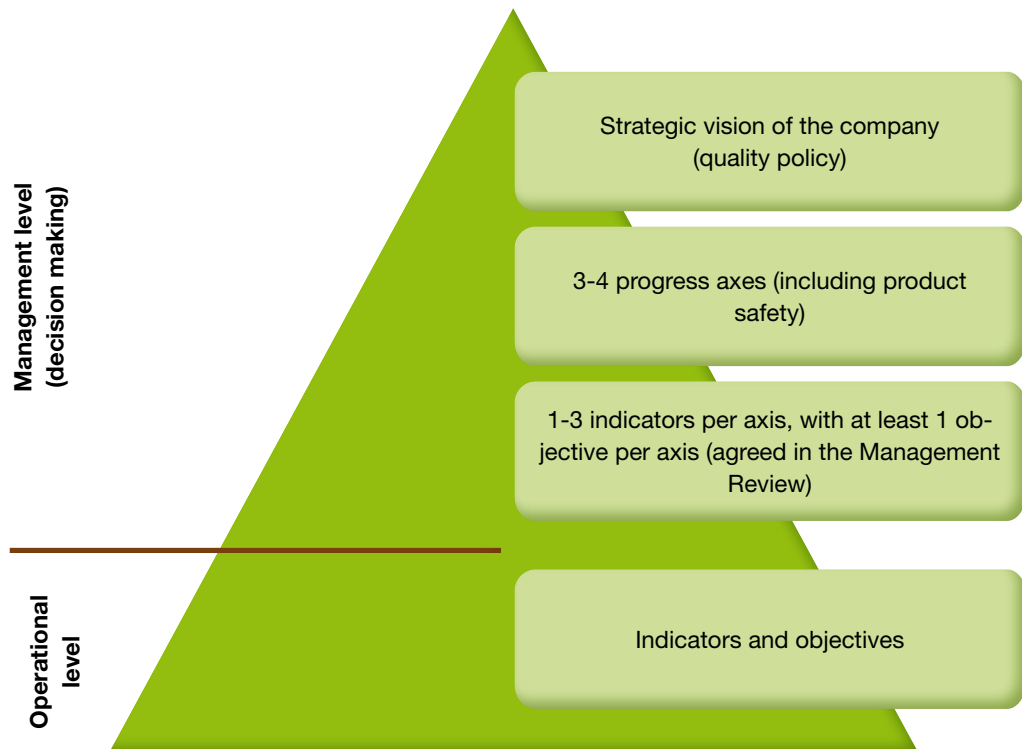 Management level
(decision making)
Strategic vision of the company
(quality policy)
3-4 progress axes (including product
safety)
1-3 indicators per axis, with at least 1 ob-
jective per axis (agreed in the Management
Review)
Operational
level
Indicators and objectives